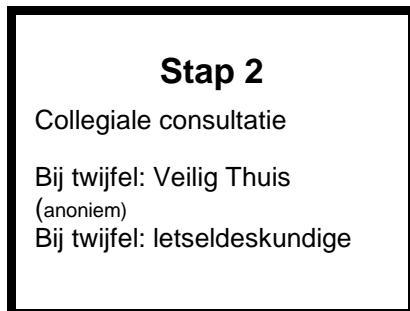 Stap 2
Collegiale consultatie
Bij twijfel: Veilig Thuis
(anoniem)
Bij twijfel: letseldeskundige